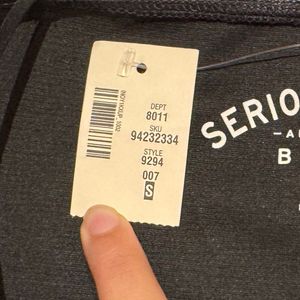 DEPT
8011
SKU
94232334
STYLE
9294
007
S
SERIO
-A
B